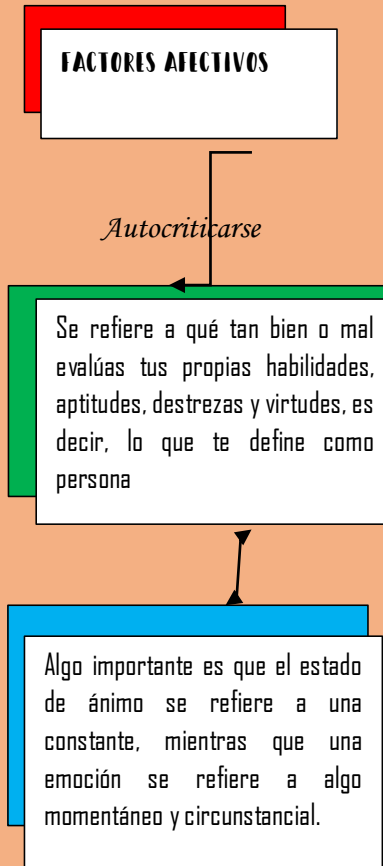 FACTORES AFECTIVOS
Autocriticarse
Se refiere a qué tan bien o mal
evalúas tus propias habilidades,
aptitudes, destrezas y virtudes, es
decir, lo que te define como
persona
Algo importante es que el estado
de ánimo se refiere a una
constante, mientras que una
emoción se refiere a algo
momentáneo y circunstancial.